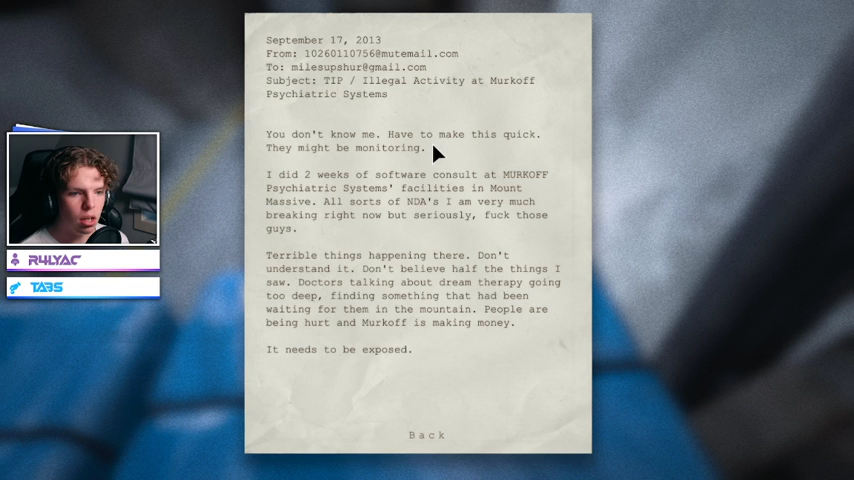 September 17, 2013
From: 10260110756@mutemail.com
To: milesupshur@gmail.com
Subject: TIP / Illegal Activity at Murkoff
Psychiatric Systems
You don't know me. Have to make this quick.
They might be monitoring.
I did 2 weeks of software consult at MURKOFF
Psychiatric Systems' facilities in Mount
Massive. All sorts of NDA's I am very much
breaking right now but seriously, fuck those
guys.
Terrible things happening there. Don't
understand it. Don't believe half the things I
saw. Doctors talking about dream therapy going
too deep, finding something that had been
waiting for them in the mountain. People are
being hurt and Murkoff is making money.
It needs to be exposed.
Back
R4LYAC
TABS